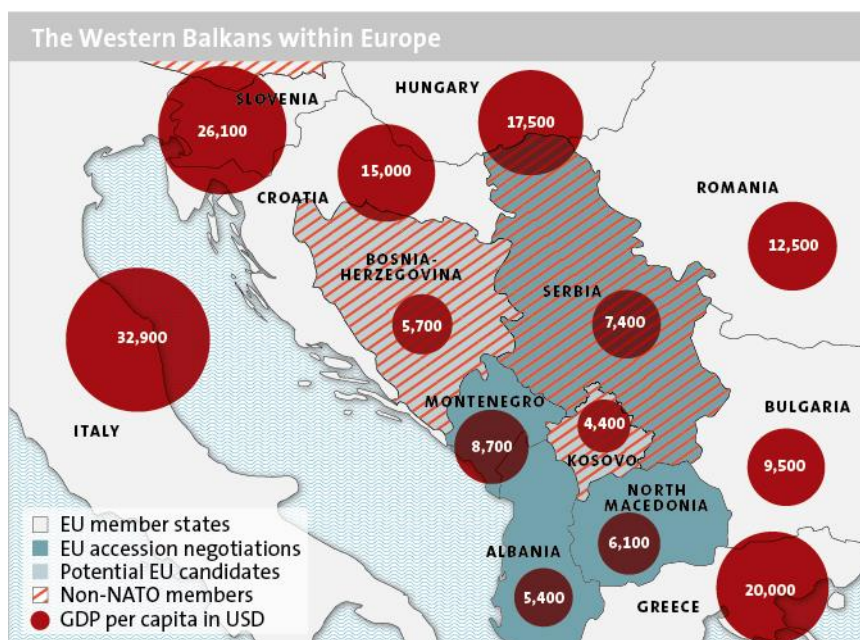 The Western Balkans within Europe
HUNGARY
SLOVENIA
17,500
26,100
15,000
ROMANIA
CROATIA
12,500
BOSNIA-
HERZEGOVINA
SERBIA
5,700
7,400
32,900
MONTENEGRO
4,400
BULGARIA
ITALY
8,700
KOSOVO
9,500
NORTH
MACEDONIA
EU member states
EU accession negotiations
6,100
ALBANIA
Potential EU candidates
20,000
Non-NATO members
5,400
GREECE
GDP per capita in USD